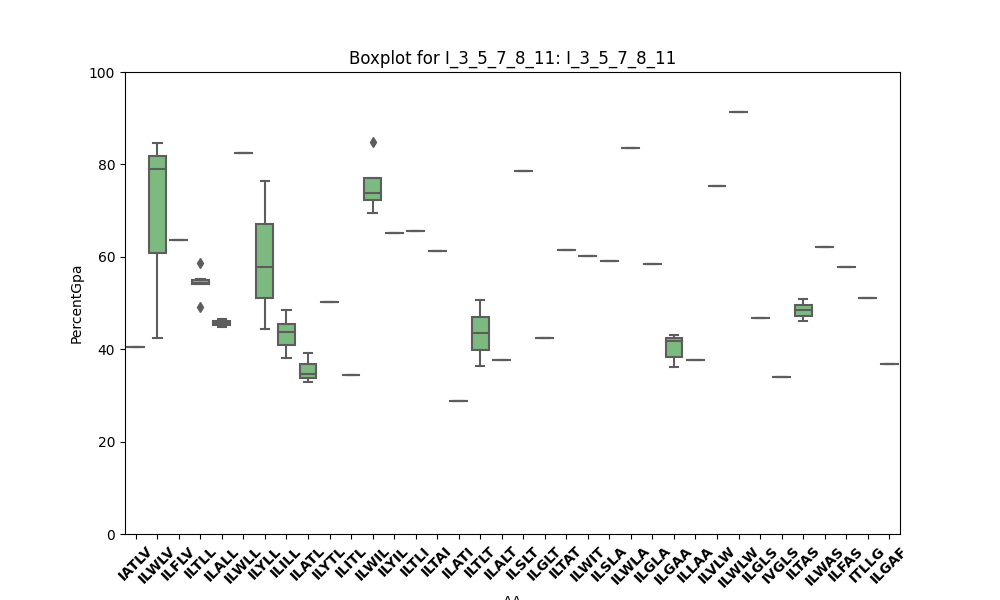 Boxplot for I_3_5_7_8_11: I_3_5_7_8_11
100
80
60
40
20
0
PercentGpa
IATILV
ILWLV
ILFLV
ILTLL
ILALL
ILWLL
ILYLL
ILILL
ILATL
ILYTL
ILITL
ILWIL
ILYIL
ILTLI
ILTAI
ILATI
ILTLT
ILALT
ILSLT
ILGLT
ILTAT
ILWIT
ILSLA
ILWLA
ILGLA
ILGAA
ILLAA
ILVLW
ILWLW
ILGLS
IVGLS
ILTAS
ILWAS
ILFAS
ITLLG
ILGAF